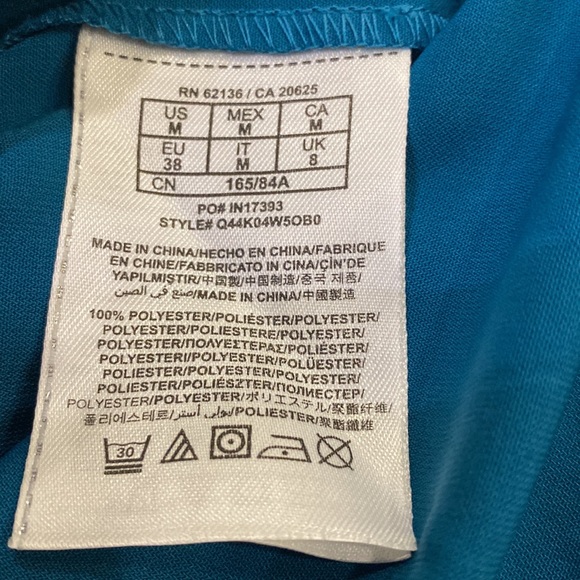 RN 62136 / CA 20625
US MEX CA
M M M
EU IT UK
38 M 8
CN 165/84A
PO# IN17393
STYLE# Q44K04W5OB0
MADE IN CHINA/HECHO EN CHINA/FABRIQUE
EN CHINE/FABBRICATO IN CINA/ÇİN'DE
YAPILMIŞTIR/中国製/中国制造/중국 제품/
صنع في الصين/MADE IN CHINA/中國製造
100% POLYESTER/POLIÉSTER/POLYESTER/
POLYESTER/POLIESTERE/POLYESTER/
POLYESTER/ΠΟΛΥΕΣΤΕΡΑΣ/POLIÉSTER/
POLYESTER/POLYESTER/POLÜESTER/
POLIESTER/POLIÉSZTER/ПОЛИЕСТЕР/
POLYESTER/POLYESTER/ポリエステル/聚酯纤维/
폴리에스테르/بولي أستر/POLIESTER/聚酯纖維
30